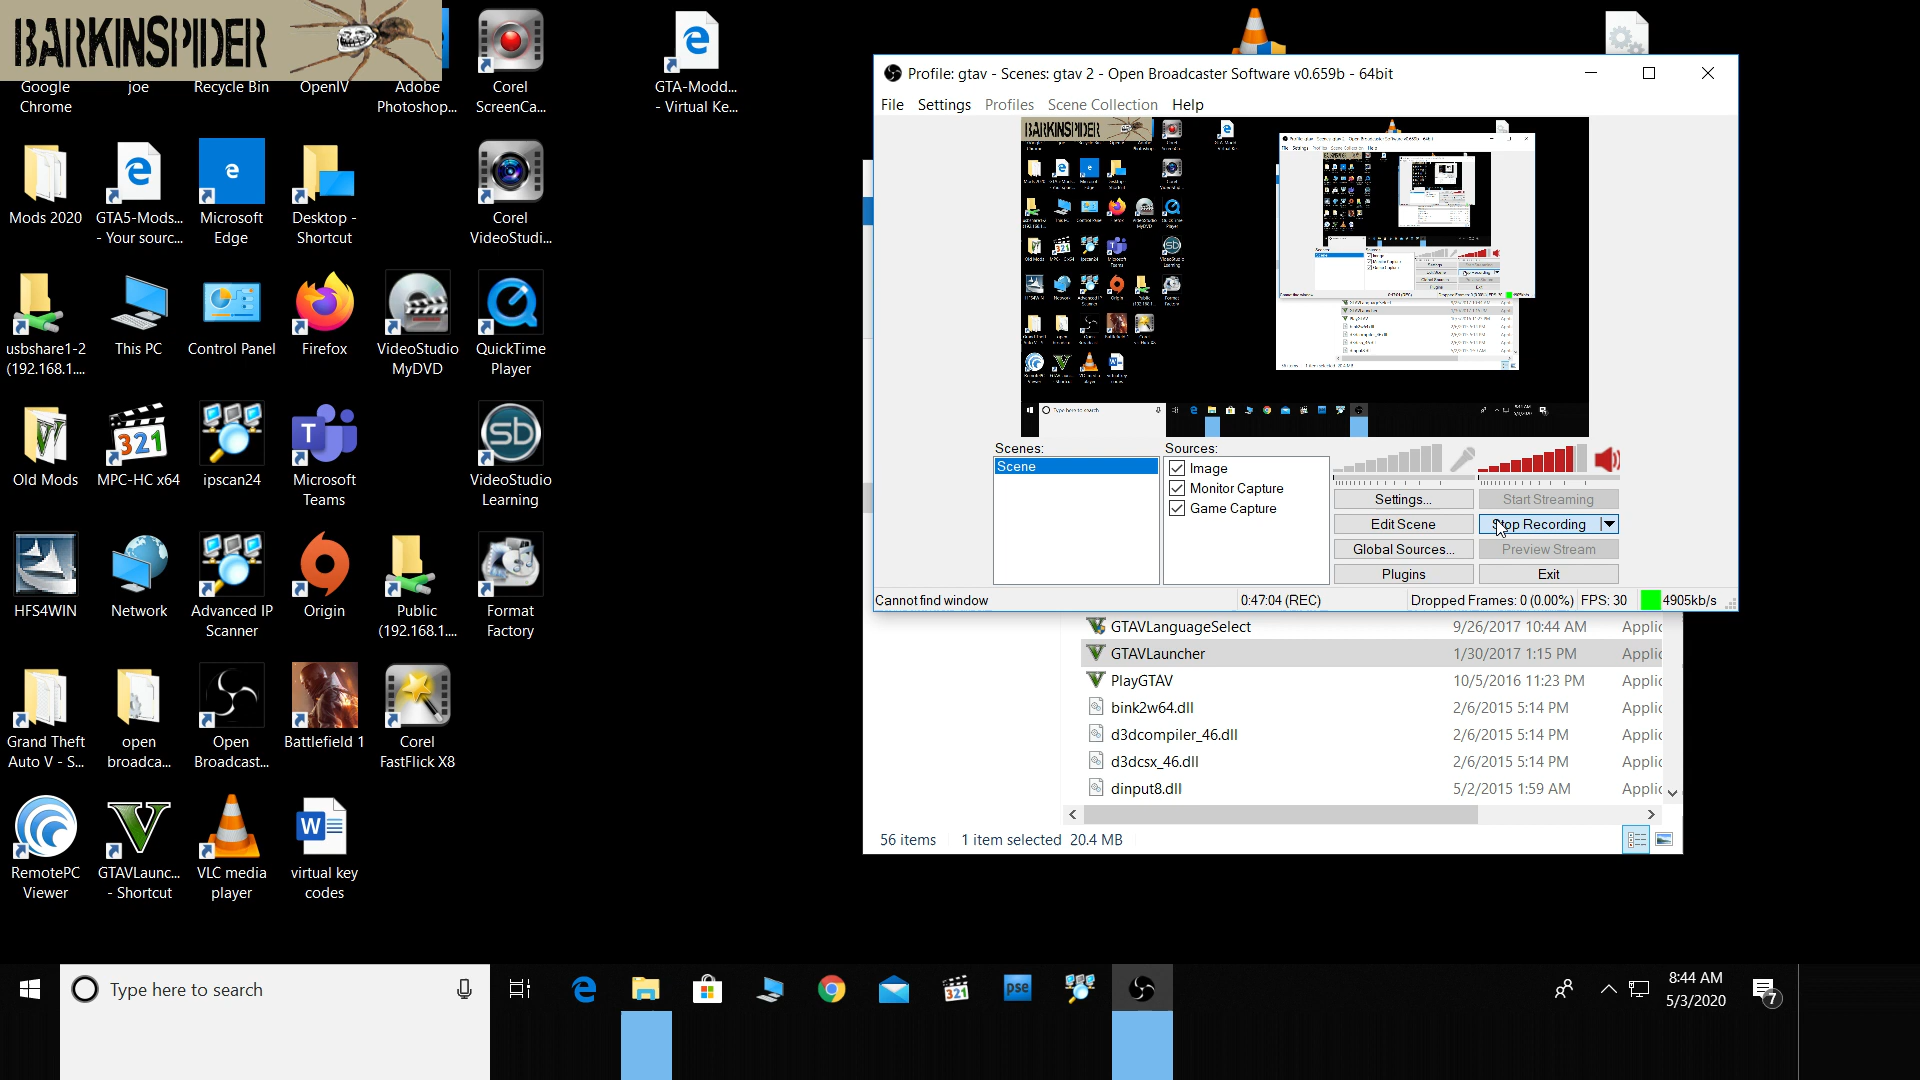 BARKINSPIDER
Google Chrome
joe
Recycle Bin
OpenIV
Adobe Photoshop...
Corel ScreenCa...
GTA-Modd... - Virtual Ke...
Mods 2020
GTA5-Mods... - Your sourc...
Microsoft Edge
Desktop - Shortcut
Corel VideoStudi...
usbshare1-2 (192.168.1....
This PC
Control Panel
Firefox
VideoStudio MyDVD
QuickTime Player
Old Mods
MPC-HC x64
ipscan24
Microsoft Teams
VideoStudio Learning
HFS4WIN
Network
Advanced IP Scanner
Origin
Public (192.168.1....
Format Factory
Grand Theft Auto V - S...
open broadca...
Open Broadcast...
Battlefield 1
Corel FastFlick X8
RemotePC Viewer
GTAVLaunc... - Shortcut
VLC media player
virtual key codes
Profile: gtav - Scenes: gtav 2 - Open Broadcaster Software v0.659b - 64bit
File Settings Profiles Scene Collection Help
Scenes:
Scene
Sources:
Image
Monitor Capture
Game Capture
Settings... Start Streaming
Edit Scene Stop Recording
Global Sources... Preview Stream
Plugins Exit
Cannot find window 0:47:04 (REC) Dropped Frames: 0 (0.00%) FPS: 30 4905kb/s
GTAVLanguageSelect 9/26/2017 10:44 AM Applic
GTAVLauncher 1/30/2017 1:15 PM Applic
PlayGTAV 10/5/2016 11:23 PM Applic
bink2w64.dll 2/6/2015 5:14 PM Applic
d3dcompiler_46.dll 2/6/2015 5:14 PM Applic
d3dcsx_46.dll 2/6/2015 5:14 PM Applic
dinput8.dll 5/2/2015 1:59 AM Applic
56 items 1 item selected 20.4 MB
Type here to search
321
pse
8:44 AM
5/3/2020
7